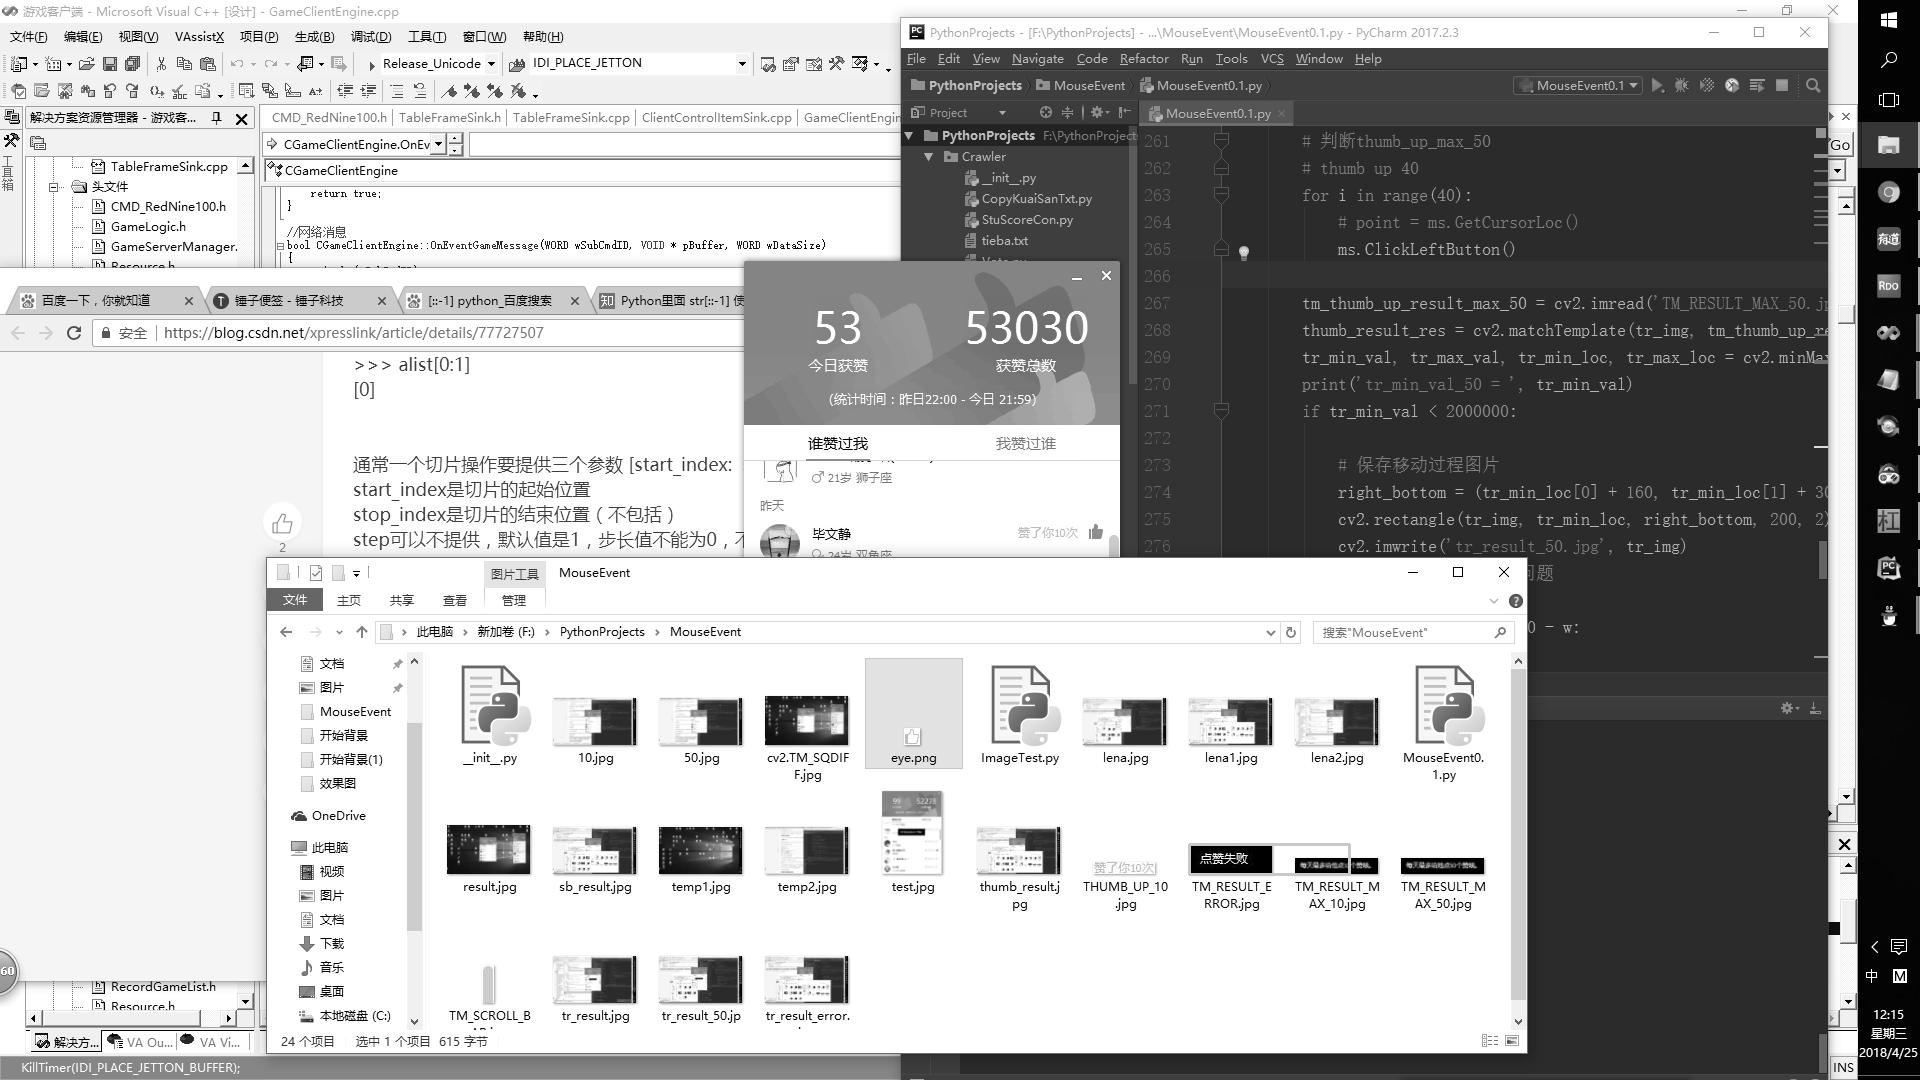 游戏客户端 - Microsoft Visual C++ [设计] - GameClientEngine.cpp
文件(F) 编辑(E) 视图(V) VAssistX 项目(P) 生成(B) 调试(D) 工具(T) 窗口(W) 帮助(H)
Release_Unicode IDI_PLACE_JETTON
解决方案资源管理器 - 游戏客...
CMD_RedNine100.h TableFrameSink.h TableFrameSink.cpp ClientControlItemSink.cpp GameClientEngine
CGameClientEngine.OnEv
CGameClientEngine
工具箱
TableFrameSink.cpp
头文件
CMD_RedNine100.h
GameLogic.h
GameServerManager.
Resource.h
return true;
}
//网络消息
bool CGameClientEngine::OnEventGameMessage(WORD wSubCmdID, VOID * pBuffer, WORD wDataSize)
{
PythonProjects - [F:\PythonProjects] - ...\MouseEvent\MouseEvent0.1.py - PyCharm 2017.2.3
File Edit View Navigate Code Refactor Run Tools VCS Window Help
PythonProjects MouseEvent MouseEvent0.1.py
MouseEvent0.1
Project
MouseEvent0.1.py
PythonProjects F:\PythonProject
Crawler
__init__.py
CopyKuaiSanTxt.py
StuScoreCon.py
tieba.txt
261 # 判断thumb_up_max_50
262 # thumb up 40
263 for i in range(40):
264 # point = ms.GetCursorLoc()
265 ms.ClickLeftButton()
266
267 tm_thumb_up_result_max_50 = cv2.imread('TM_RESULT_MAX_50.jp
268 thumb_result_res = cv2.matchTemplate(tr_img, tm_thumb_up_re
269 tr_min_val, tr_max_val, tr_min_loc, tr_max_loc = cv2.minMax
270 print('tr_min_val_50 = ', tr_min_val)
271 if tr_min_val < 2000000:
272
273 # 保存移动过程图片
274 right_bottom = (tr_min_loc[0] + 160, tr_min_loc[1] + 30
275 cv2.rectangle(tr_img, tr_min_loc, right_bottom, 200, 2)
276 cv2.imwrite('tr_result_50.jpg', tr_img)
问题
0 - w:
Go
百度一下，你就知道
锤子便签 - 锤子科技
[::-1] python_百度搜索
Python里面 str[::-1] 使
安全 https://blog.csdn.net/xpresslink/article/details/77727507
>>> alist[0:1]
[0]
通常一个切片操作要提供三个参数 [start_index:
start_index是切片的起始位置
stop_index是切片的结束位置（不包括）
step可以不提供，默认值是1，步长值不能为0，不
2
53
今日获赞
53030
获赞总数
(统计时间：昨日22:00 - 今日 21:59)
谁赞过我 我赞过谁
21岁 狮子座
昨天
毕文静
赞了你10次
24岁 双鱼座
图片工具 MouseEvent
文件 主页 共享 查看 管理
此电脑 新加卷 (F:) PythonProjects MouseEvent
搜索"MouseEvent"
文档
图片
MouseEvent
开始背景
开始背景(1)
效果图
OneDrive
此电脑
视频
图片
文档
下载
音乐
桌面
本地磁盘 (C:)
__init__.py
10.jpg
50.jpg
cv2.TM_SQDIFF.jpg
eye.png
ImageTest.py
lena.jpg
lena1.jpg
lena2.jpg
MouseEvent0.1.py
result.jpg
sb_result.jpg
temp1.jpg
temp2.jpg
99 52278
test.jpg
thumb_result.jpg
赞了你10次
THUMB_UP_10.jpg
点赞失败
TM_RESULT_ERROR.jpg
TM_RESULT_MAX_10.jpg
TM_RESULT_MAX_50.jpg
TM_SCROLL_B
tr_result.jpg
tr_result_50.jp
tr_result_error.
24 个项目 选中 1 个项目 615 字节
60
RecordGameList.h
Resource.h
解决方... VA Ou... VA Vi...
KillTimer(IDI_PLACE_JETTON_BUFFER);
INS
有道
RDO
杠
PC
中 M
12:15
星期三
2018/4/25